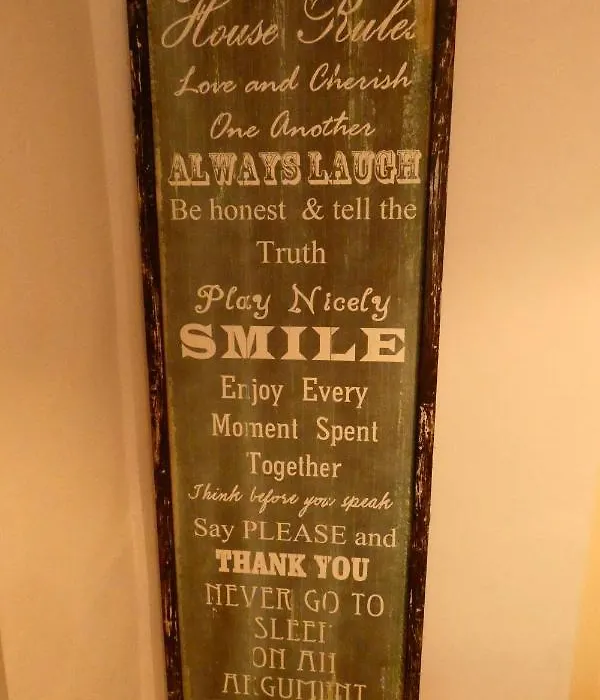 House Rules
Love and Cherish
One Another
ALWAYS LAUGH
Be honest & tell the
Truth
Play Nicely
SMILE
Enjoy Every
Moment Spent
Together
Think before you speak
Say PLEASE and
THANK YOU
NEVER GO TO
SLEEP
ON AN
ARGUMENT